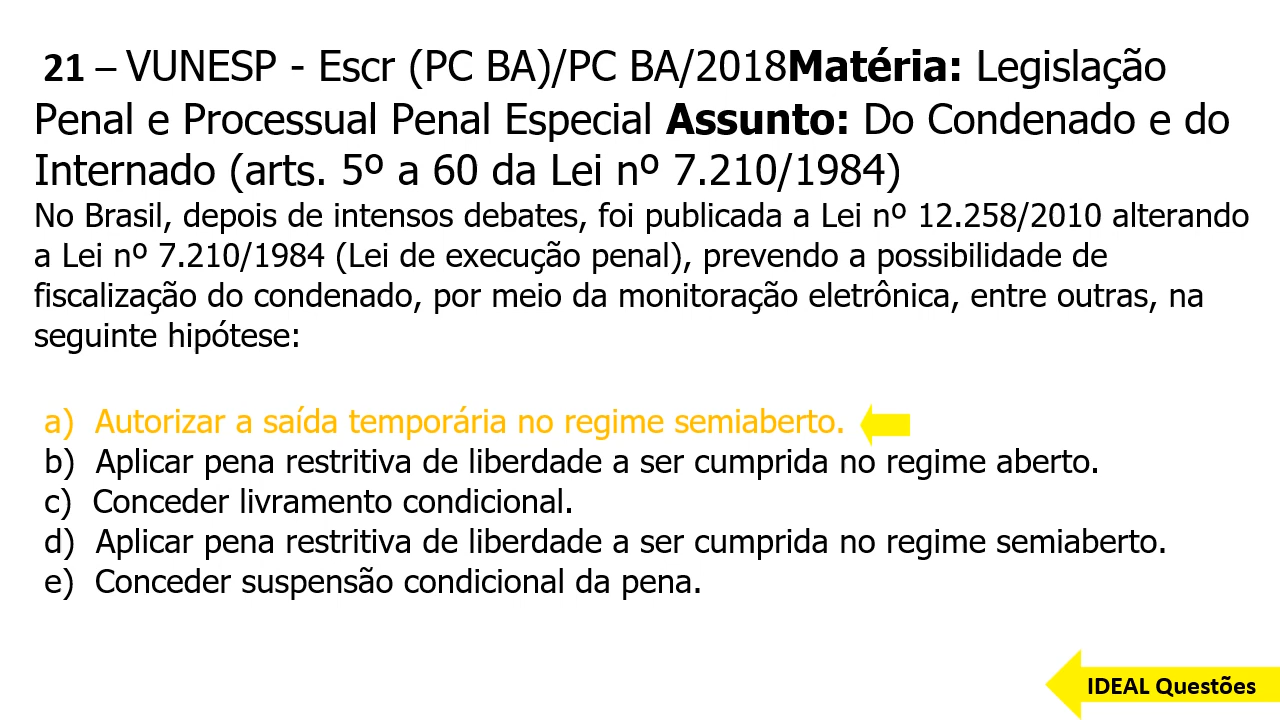 21 – VUNESP - Escr (PC BA)/PC BA/2018Matéria: Legislação
Penal e Processual Penal Especial Assunto: Do Condenado e do
Internado (arts. 5º a 60 da Lei nº 7.210/1984)
No Brasil, depois de intensos debates, foi publicada a Lei nº 12.258/2010 alterando
a Lei nº 7.210/1984 (Lei de execução penal), prevendo a possibilidade de
fiscalização do condenado, por meio da monitoração eletrônica, entre outras, na
seguinte hipótese:
a) Autorizar a saída temporária no regime semiaberto.
b) Aplicar pena restritiva de liberdade a ser cumprida no regime aberto.
c) Conceder livramento condicional.
d) Aplicar pena restritiva de liberdade a ser cumprida no regime semiaberto.
e) Conceder suspensão condicional da pena.
IDEAL Questões